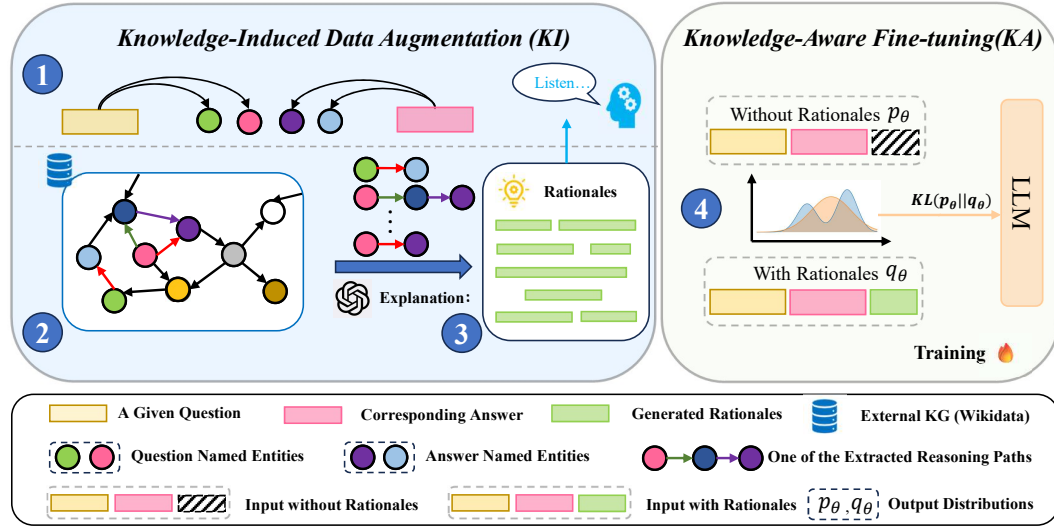 Knowledge-Induced Data Augmentation (KI)
1
Listen…
2
Explanation:
3
Rationales
Knowledge-Aware Fine-tuning(KA)
Without Rationales pθ
4
KL(pθ||qθ)
LLM
With Rationales qθ
Training
A Given Question
Corresponding Answer
Generated Rationales
External KG (Wikidata)
Question Named Entities
Answer Named Entities
One of the Extracted Reasoning Paths
Input without Rationales
Input with Rationales
pθ ,qθ
Output Distributions